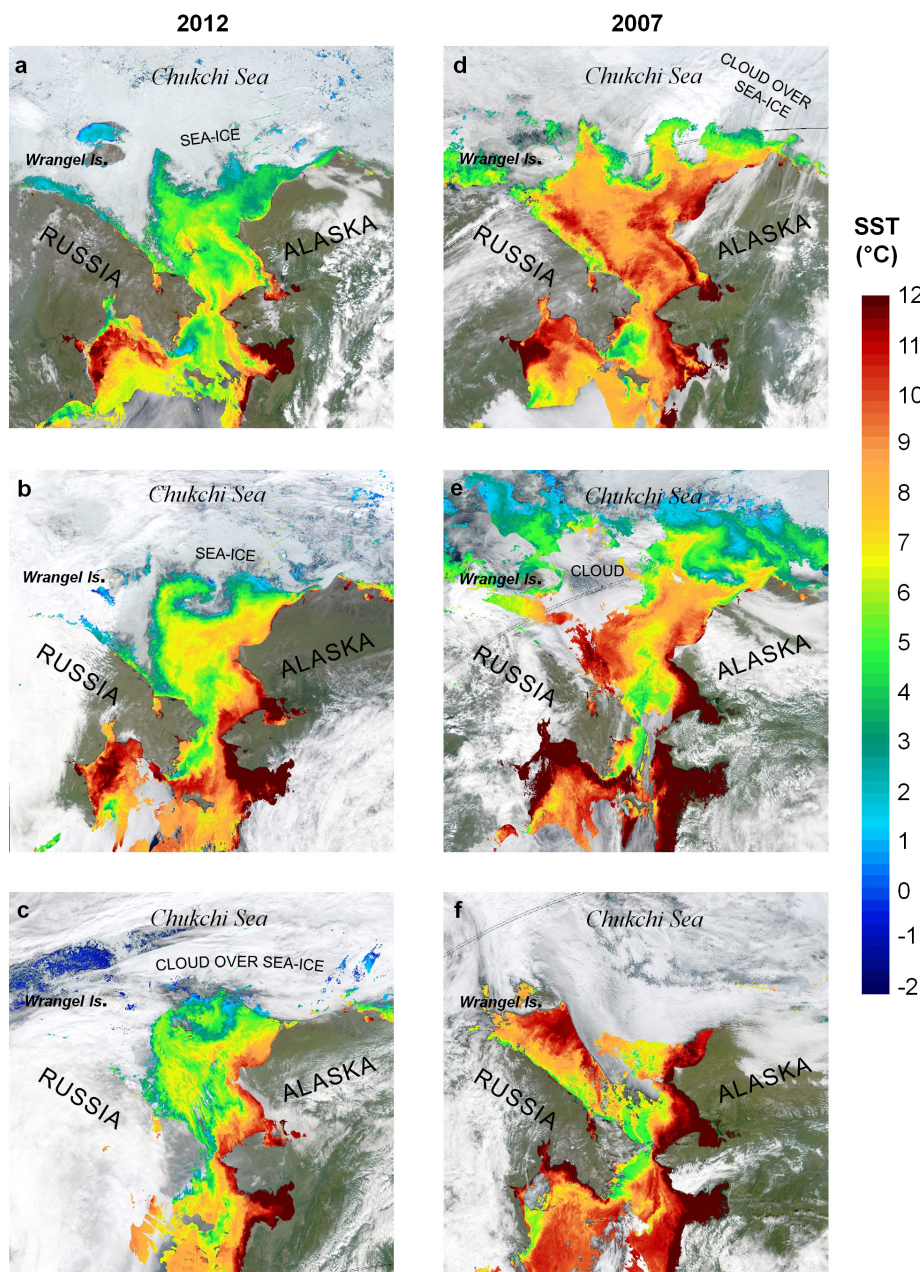 2012
2007
a
Chukchi Sea
SEA-ICE
Wrangel Is.
RUSSIA
ALASKA
d
Chukchi Sea
CLOUD OVER
SEA-ICE
Wrangel Is.
RUSSIA
ALASKA
b
Chukchi Sea
SEA-ICE
Wrangel Is.
RUSSIA
ALASKA
e
Chukchi Sea
CLOUD
Wrangel Is.
RUSSIA
ALASKA
c
Chukchi Sea
CLOUD OVER SEA-ICE
Wrangel Is.
RUSSIA
ALASKA
f
Chukchi Sea
Wrangel Is.
RUSSIA
ALASKA
SST
(°C)
12
11
10
9
8
7
6
5
4
3
2
1
0
-1
-2